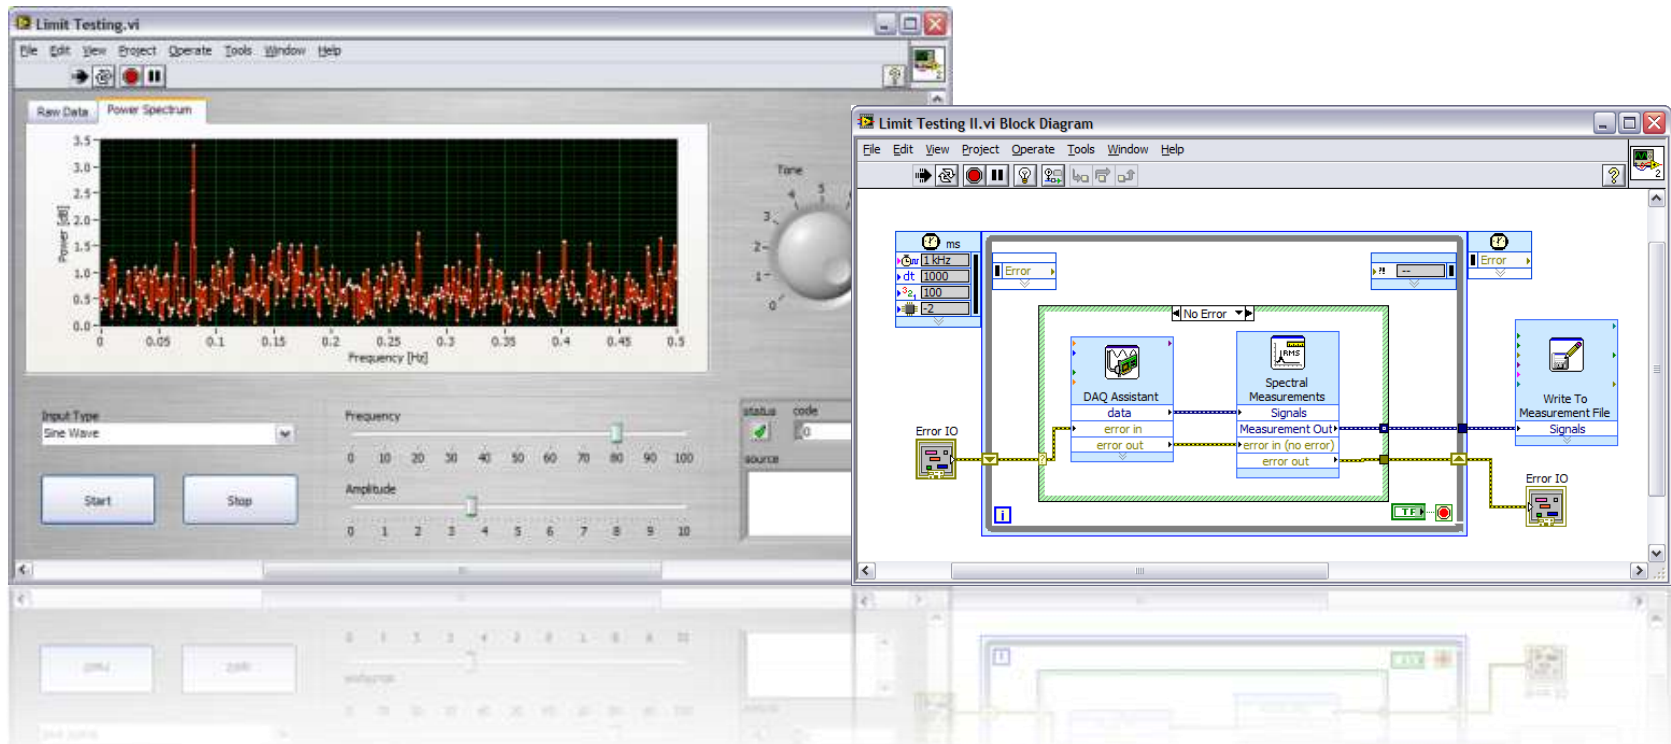 Limit Testing.vi
File Edit View Project Operate Tools Window Help
2
Raw Data Power Spectrum
Power [dB]
3.5
3.0
2.5
2.0
1.5
1.0
0.5
0.0
0 0.05 0.1 0.15 0.2 0.25 0.3 0.35 0.4 0.45 0.5
Frequency [Hz]
Time
0 1 2 3 4 5
Input Type
Sine Wave
Start Stop
Frequency
0 10 20 30 40 50 60 70 80 90 100
Amplitude
0 1 2 3 4 5 6 7 8 9 10
status code
0
source
Limit Testing II.vi Block Diagram
File Edit View Project Operate Tools Window Help
2
ms
1 kHz
dt 1000
100
-2
Error
?! --
Error
No Error
DAQ Assistant
data
error in
error out
RMS
Spectral
Measurements
Signals
Measurement Out
error in (no error)
error out
Write To
Measurement File
Signals
Error IO
Error IO
i
TF